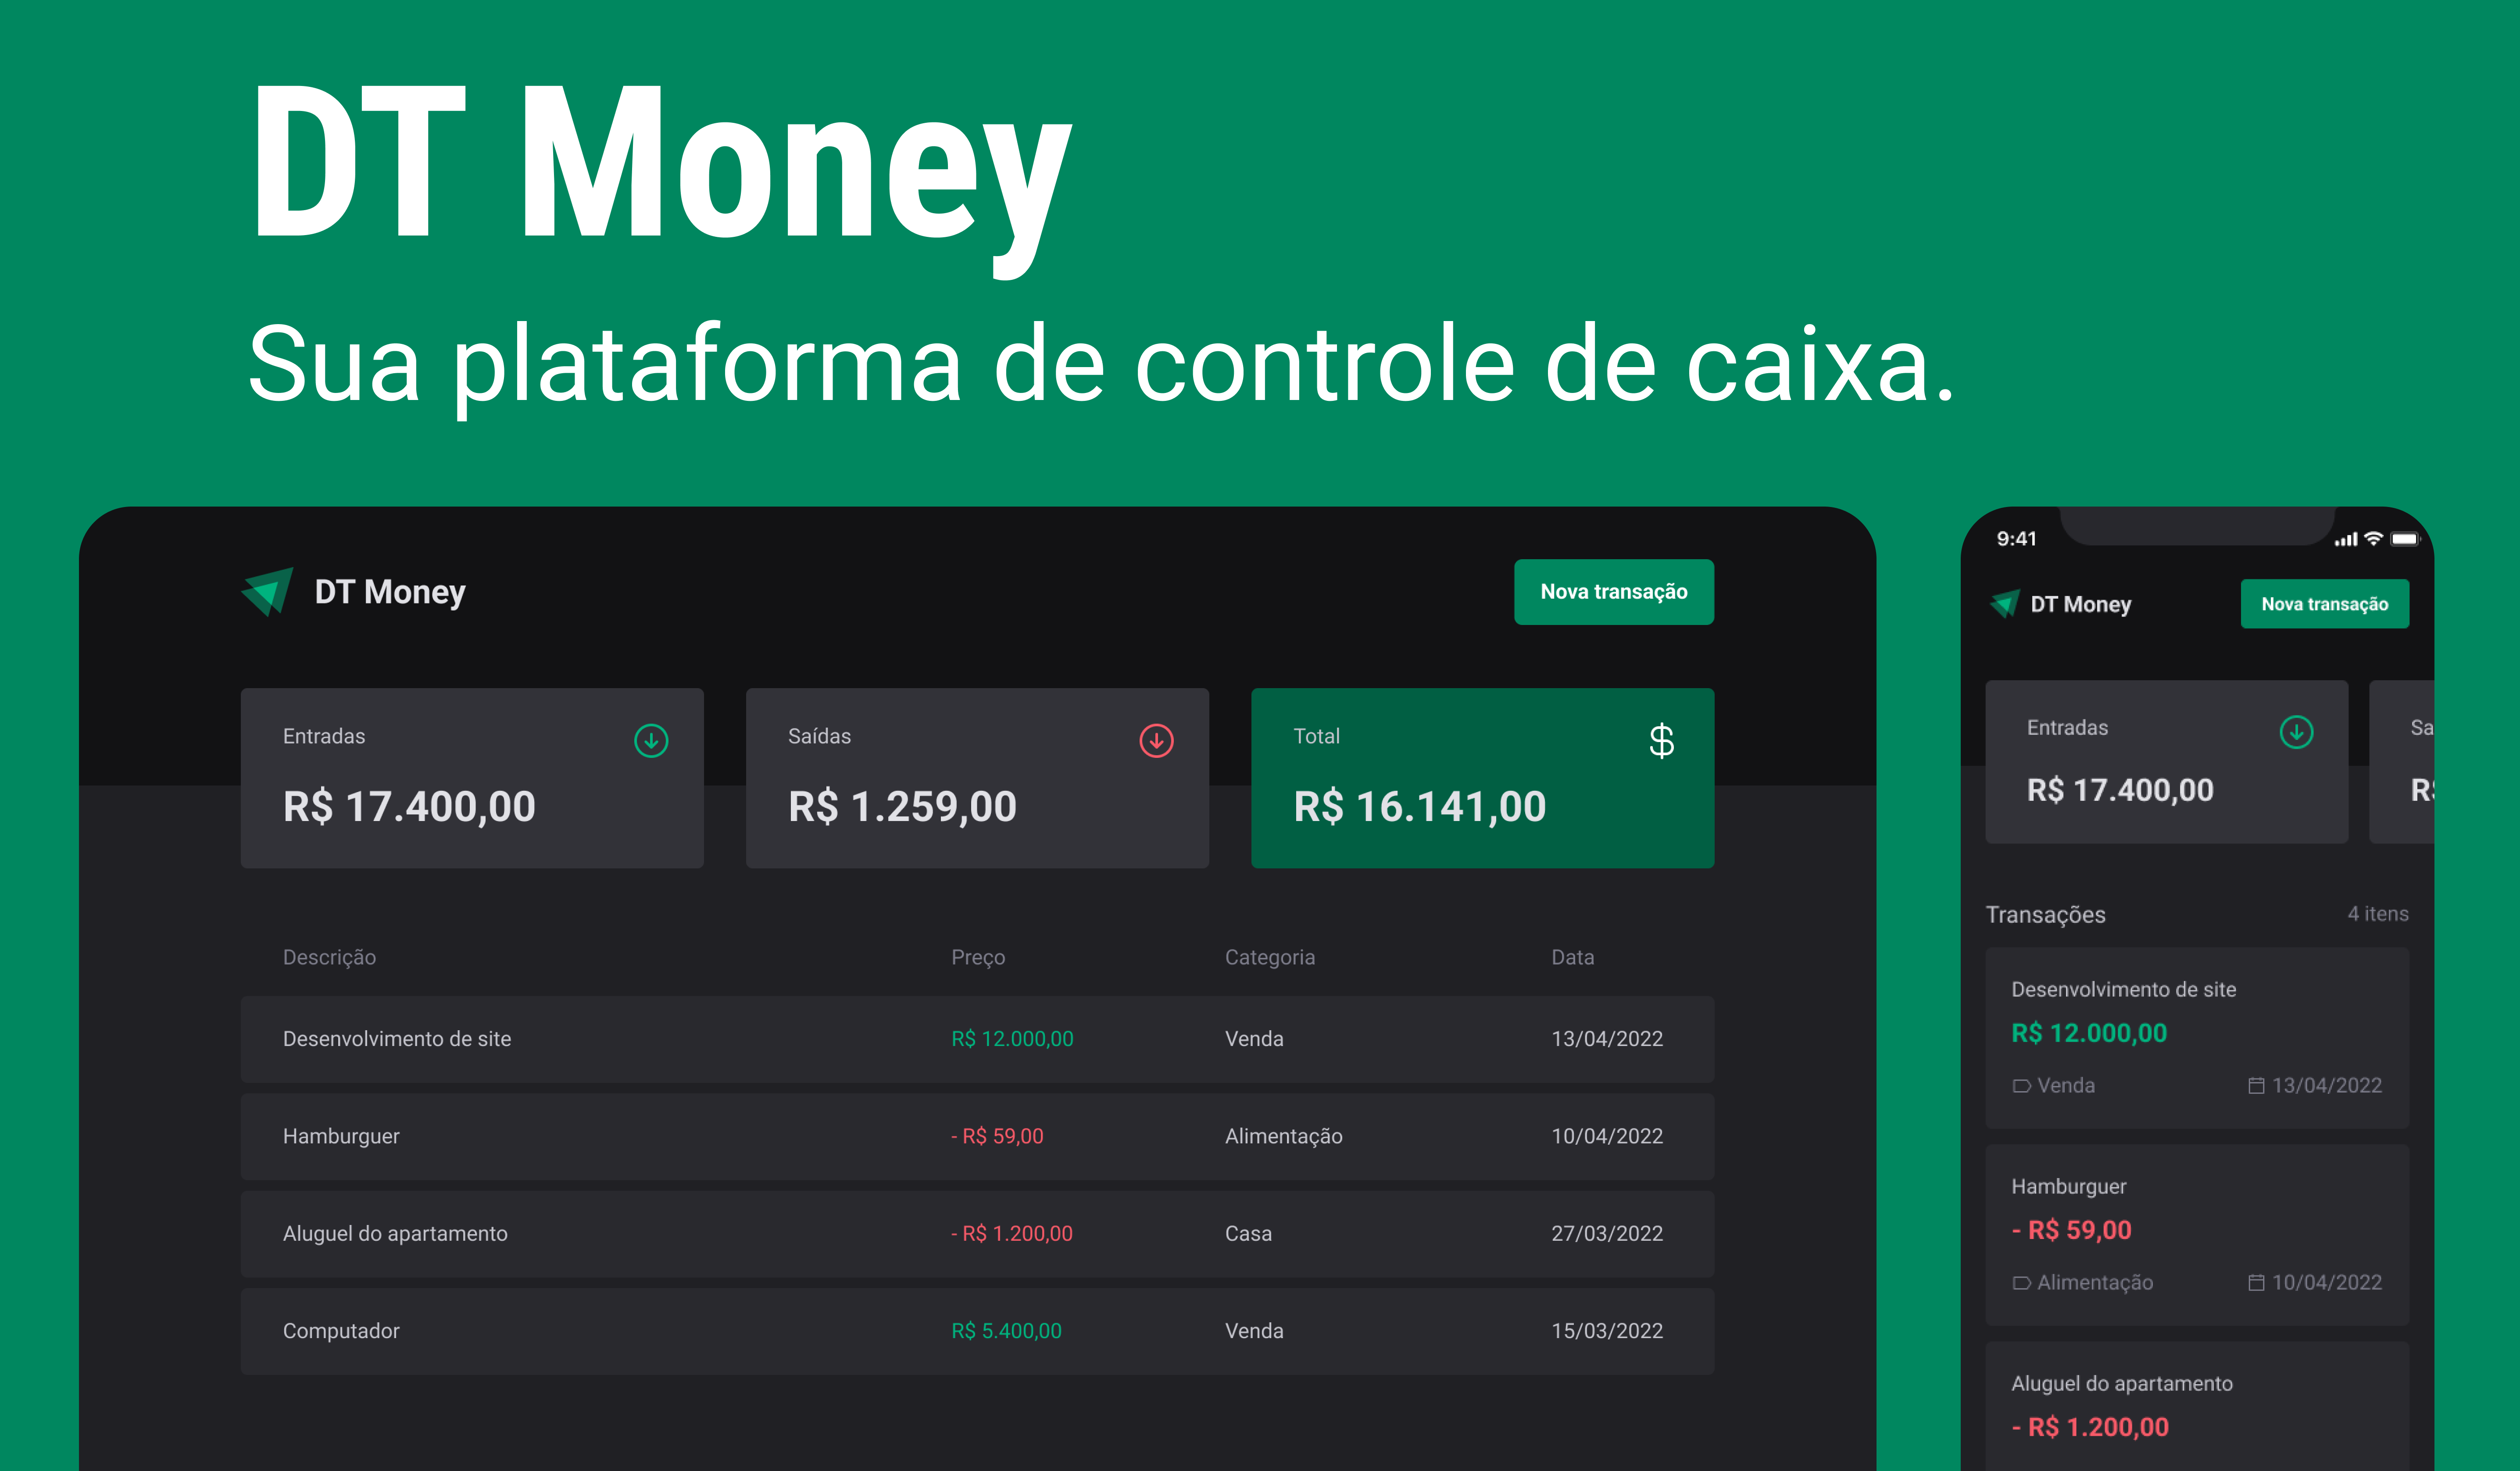 DT Money
Sua plataforma de controle de caixa.
DT Money
Nova transação
Entradas
R$ 17.400,00
Saídas
R$ 1.259,00
Total
$
R$ 16.141,00
Descrição Preço Categoria Data
Desenvolvimento de site R$ 12.000,00 Venda 13/04/2022
Hamburguer - R$ 59,00 Alimentação 10/04/2022
Aluguel do apartamento - R$ 1.200,00 Casa 27/03/2022
Computador R$ 5.400,00 Venda 15/03/2022
9:41
DT Money
Nova transação
Entradas
R$ 17.400,00
Sa
R$
Transações 4 itens
Desenvolvimento de site
R$ 12.000,00
Venda 13/04/2022
Hamburguer
- R$ 59,00
Alimentação 10/04/2022
Aluguel do apartamento
- R$ 1.200,00